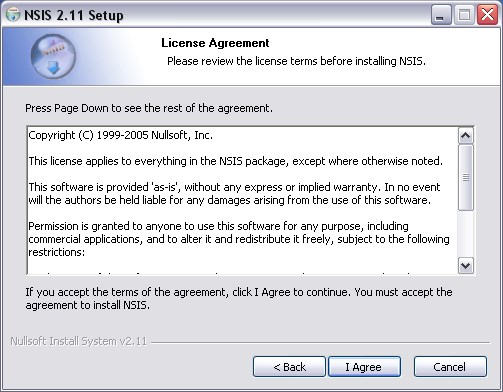 NSIS 2.11 Setup
License Agreement
Please review the license terms before installing NSIS.
Press Page Down to see the rest of the agreement.
Copyright (C) 1999-2005 Nullsoft, Inc.
This license applies to everything in the NSIS package, except where otherwise noted.
This software is provided 'as-is', without any express or implied warranty. In no event
will the authors be held liable for any damages arising from the use of this software.
Permission is granted to anyone to use this software for any purpose, including
commercial applications, and to alter it and redistribute it freely, subject to the following
restrictions:
If you accept the terms of the agreement, click I Agree to continue. You must accept the
agreement to install NSIS.
Nullsoft Install System v2.11
< Back
I Agree
Cancel